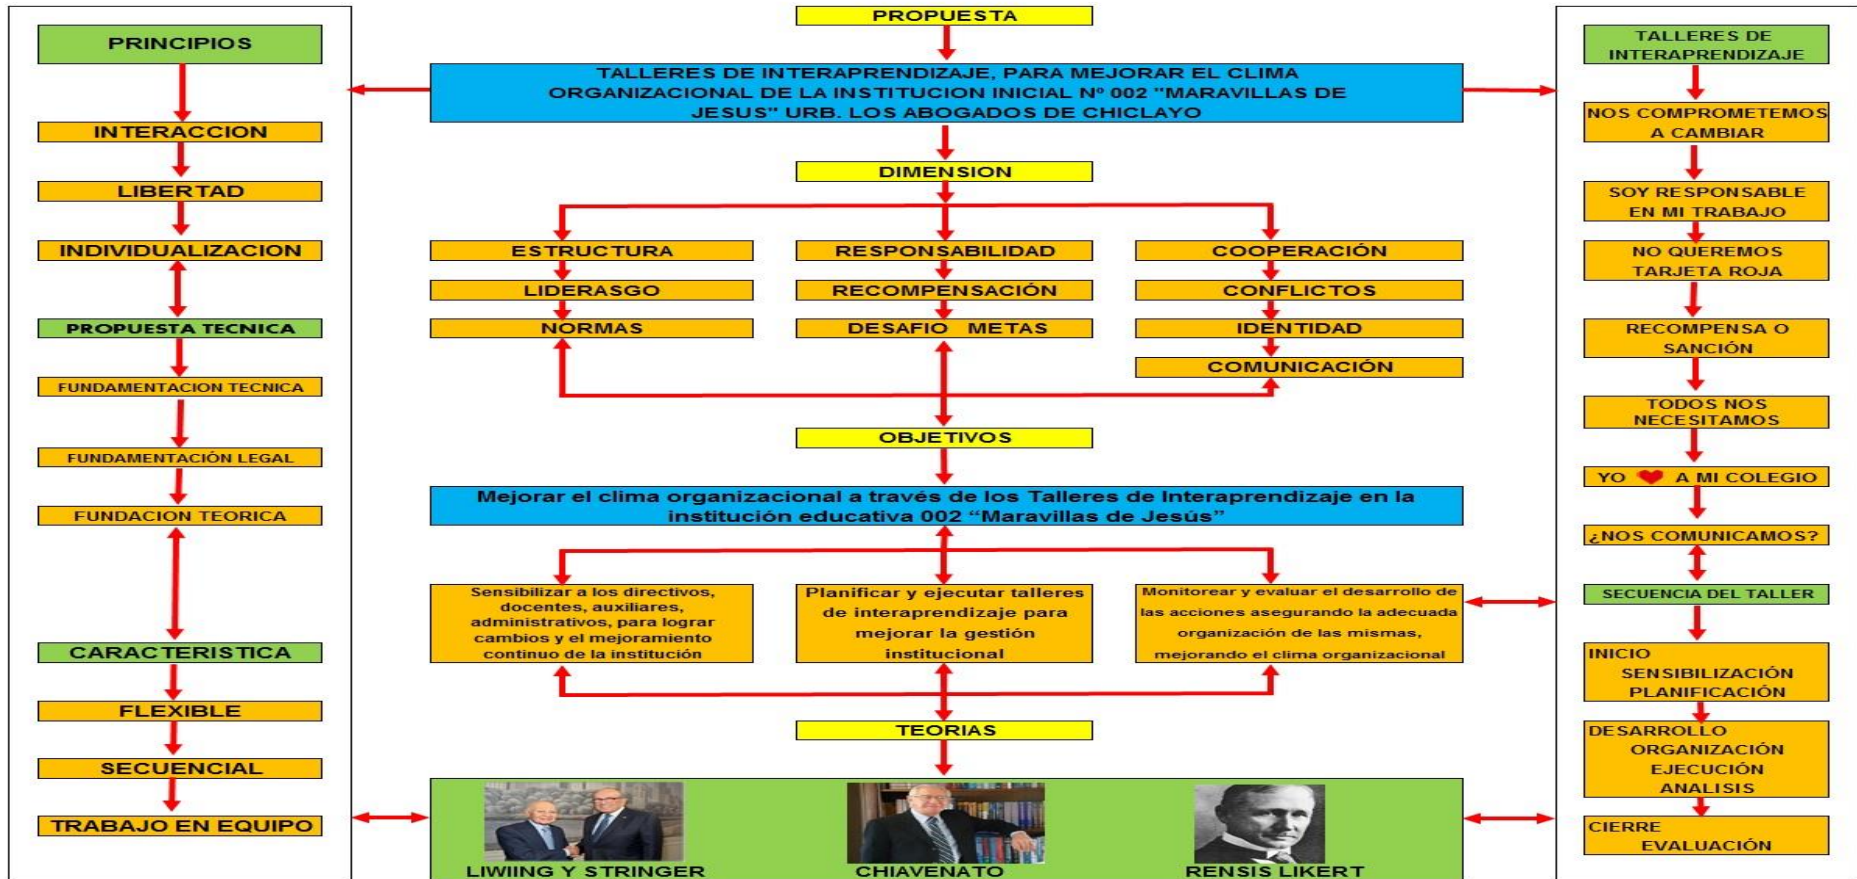 PRINCIPIOS
INTERACCION
LIBERTAD
INDIVIDUALIZACION
PROPUESTA TECNICA
FUNDAMENTACION TECNICA
FUNDAMENTACIÓN LEGAL
FUNDACION TEORICA
CARACTERISTICA
FLEXIBLE
SECUENCIAL
TRABAJO EN EQUIPO
PROPUESTA
TALLERES DE INTERAPRENDIZAJE, PARA MEJORAR EL CLIMA
ORGANIZACIONAL DE LA INSTITUCION INICIAL Nº 002 "MARAVILLAS DE
JESUS" URB. LOS ABOGADOS DE CHICLAYO
DIMENSION
ESTRUCTURA
LIDERASGO
NORMAS
RESPONSABILIDAD
RECOMPENSACIÓN
DESAFIO METAS
COOPERACIÓN
CONFLICTOS
IDENTIDAD
COMUNICACIÓN
OBJETIVOS
Mejorar el clima organizacional a través de los Talleres de Interaprendizaje en la
institución educativa 002 “Maravillas de Jesús”
Sensibilizar a los directivos,
docentes, auxiliares,
administrativos, para lograr
cambios y el mejoramiento
continuo de la institución
Planificar y ejecutar talleres
de interaprendizaje para
mejorar la gestión
institucional
Monitorear y evaluar el desarrollo de
las acciones asegurando la adecuada
organización de las mismas,
mejorando el clima organizacional
TEORIAS
LIWIING Y STRINGER
CHIAVENATO
RENSIS LIKERT
TALLERES DE
INTERAPRENDIZAJE
NOS COMPROMETEMOS
A CAMBIAR
SOY RESPONSABLE
EN MI TRABAJO
NO QUEREMOS
TARJETA ROJA
RECOMPENSA O
SANCIÓN
TODOS NOS
NECESITAMOS
YO ❤ A MI COLEGIO
¿NOS COMUNICAMOS?
SECUENCIA DEL TALLER
INICIO
SENSIBILIZACIÓN
PLANIFICACIÓN
DESARROLLO
ORGANIZACIÓN
EJECUCIÓN
ANALISIS
CIERRE
EVALUACIÓN